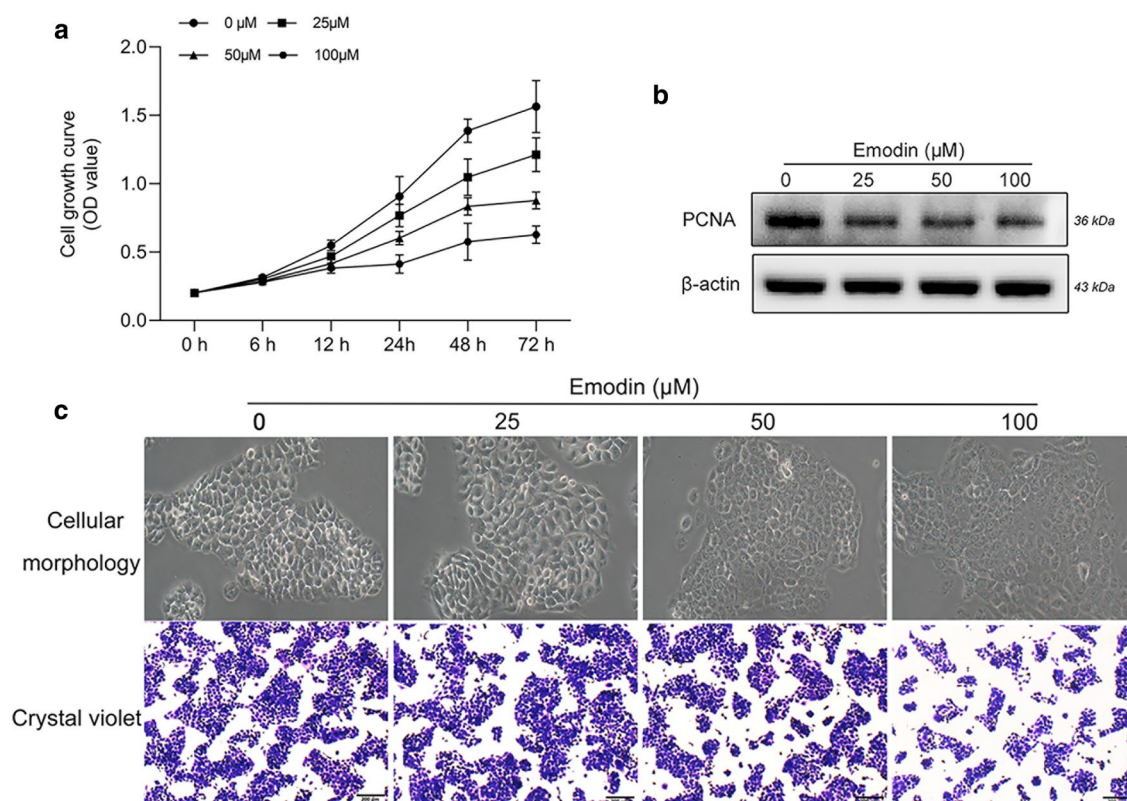 a
0 µM
25µM
50µM
100µM
2.0
1.5
1.0
0.5
0.0
Cell growth curve
(OD value)
0 h
6 h
12 h
24h
48 h
72 h
b
Emodin (µM)
0 25 50 100
PCNA
36 kDa
β-actin
43 kDa
c
Emodin (µM)
0 25 50 100
Cellular
morphology
Crystal violet